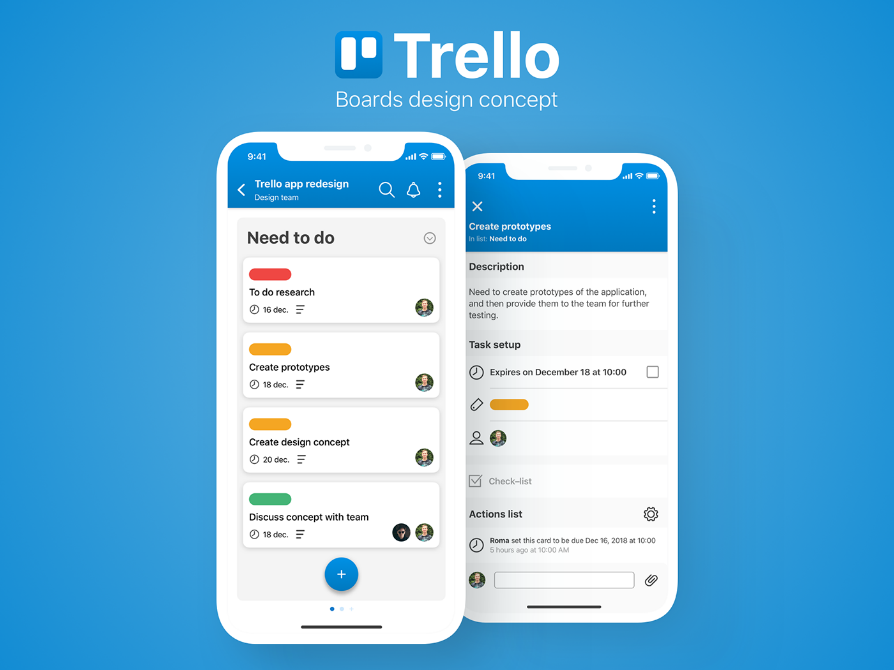 Trello
Boards design concept
9:41
Trello app redesign
Design team
Need to do
To do research
16 dec.
Create prototypes
18 dec.
Create design concept
20 dec.
Discuss concept with team
18 dec.
+
9:41
Create prototypes
In list: Need to do
Description
Need to create prototypes of the application,
and then provide them to the team for further
testing.
Task setup
Expires on December 18 at 10:00
Check-list
Actions list
Roma set this card to be due Dec 16, 2018 at 10:00
5 hours ago at 10:00 AM